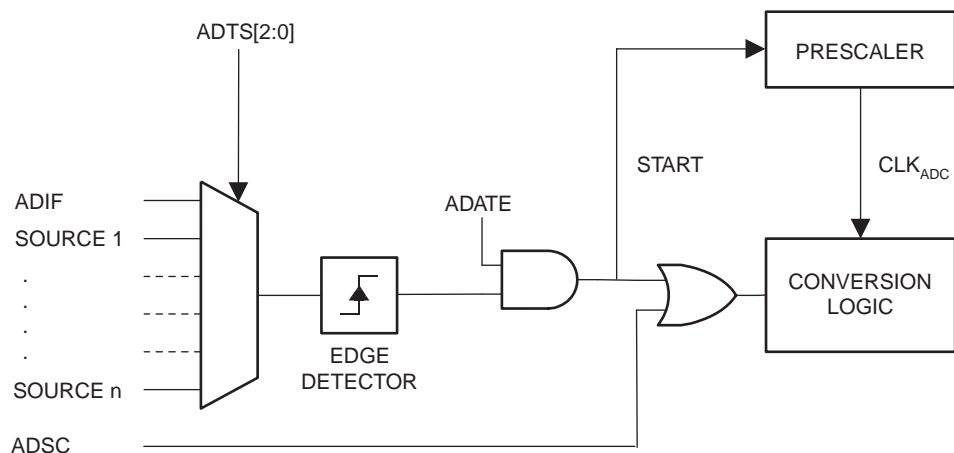 ADTS[2:0]
PRESCALER
START
CLKADC
ADIF
ADATE
SOURCE 1
.
.
.
.
CONVERSION
LOGIC
EDGE
DETECTOR
SOURCE n
ADSC